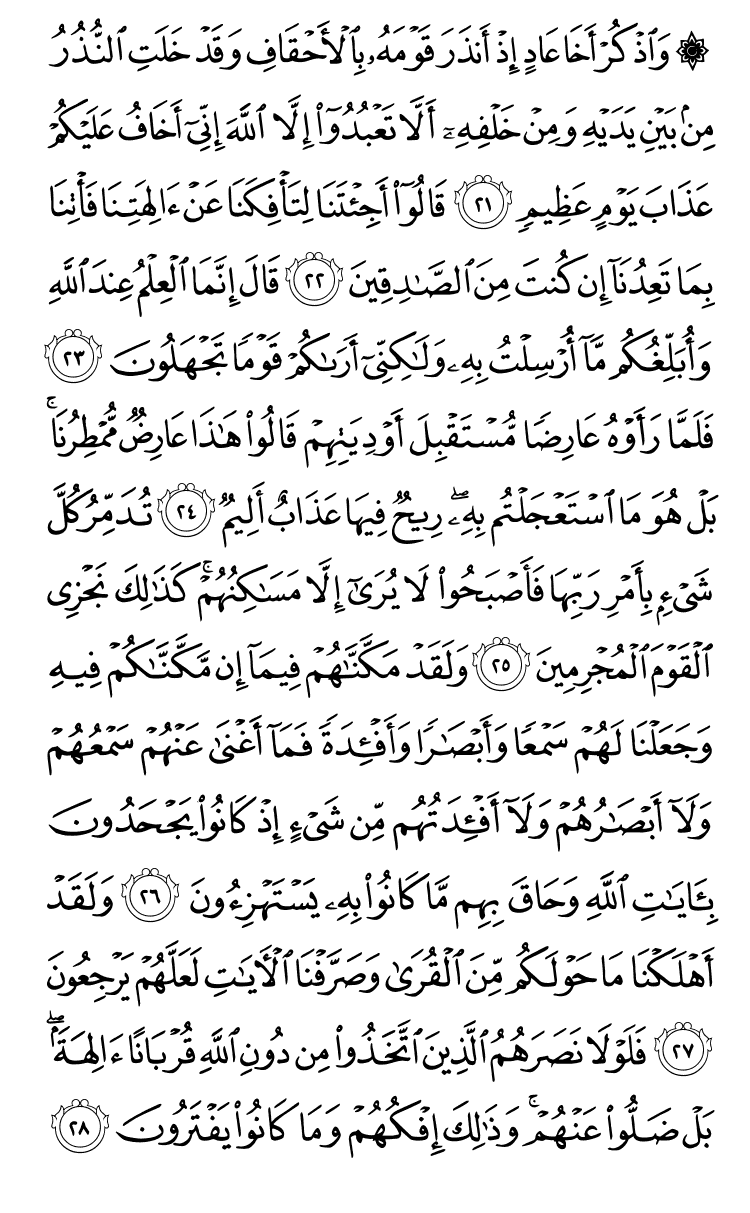 ۞ وَٱذۡكُرۡ أَخَا عَادٍ إِذۡ أَنذَرَ قَوۡمَهُۥ بِٱلۡأَحۡقَافِ وَقَدۡ خَلَتِ ٱلنُّذُرُ
مِنۢ بَيۡنِ يَدَيۡهِ وَمِنۡ خَلۡفِهِۦٓ أَلَّا تَعۡبُدُوٓاْ إِلَّا ٱللَّهَ إِنِّيٓ أَخَافُ عَلَيۡكُمۡ
عَذَابَ يَوۡمٍ عَظِيمٖ ٢١ قَالُوٓاْ أَجِئۡتَنَا لِتَأۡفِكَنَا عَنۡ ءَالِهَتِنَا فَأۡتِنَا
بِمَا تَعِدُنَآ إِن كُنتَ مِنَ ٱلصَّٰدِقِينَ ٢٢ قَالَ إِنَّمَا ٱلۡعِلۡمُ عِندَ ٱللَّهِ
وَأُبَلِّغُكُم مَّآ أُرۡسِلۡتُ بِهِۦ وَلَٰكِنِّيٓ أَرَىٰكُمۡ قَوۡمٗا تَجۡهَلُونَ ٢٣
فَلَمَّا رَأَوۡهُ عَارِضٗا مُّسۡتَقۡبِلَ أَوۡدِيَتِهِمۡ قَالُواْ هَٰذَا عَارِضٞ مُّمۡطِرُنَاۚ
بَلۡ هُوَ مَا ٱسۡتَعۡجَلۡتُم بِهِۦۖ رِيحٞ فِيهَا عَذَابٌ أَلِيمٞ ٢٤ تُدَمِّرُ كُلَّ
شَيۡءِۭ بِأَمۡرِ رَبِّهَا فَأَصۡبَحُواْ لَا يُرَىٰٓ إِلَّا مَسَٰكِنُهُمۡۚ كَذَٰلِكَ نَجۡزِي
ٱلۡقَوۡمَ ٱلۡمُجۡرِمِينَ ٢٥ وَلَقَدۡ مَكَّنَّٰهُمۡ فِيمَآ إِن مَّكَّنَّٰكُمۡ فِيهِ
وَجَعَلۡنَا لَهُمۡ سَمۡعٗا وَأَبۡصَٰرٗا وَأَفۡـِٔدَةٗ فَمَآ أَغۡنَىٰ عَنۡهُمۡ سَمۡعُهُمۡ
وَلَآ أَبۡصَٰرُهُمۡ وَلَآ أَفۡـِٔدَتُهُم مِّن شَيۡءٍ إِذۡ كَانُواْ يَجۡحَدُونَ
بِـَٔايَٰتِ ٱللَّهِ وَحَاقَ بِهِم مَّا كَانُواْ بِهِۦ يَسۡتَهۡزِءُونَ ٢٦ وَلَقَدۡ
أَهۡلَكۡنَا مَا حَوۡلَكُم مِّنَ ٱلۡقُرَىٰ وَصَرَّفۡنَا ٱلۡأٓيَٰتِ لَعَلَّهُمۡ يَرۡجِعُونَ
٢٧ فَلَوۡلَا نَصَرَهُمُ ٱلَّذِينَ ٱتَّخَذُواْ مِن دُونِ ٱللَّهِ قُرۡبَانًا ءَالِهَةَۢۖ
بَلۡ ضَلُّواْ عَنۡهُمۡۚ وَذَٰلِكَ إِفۡكُهُمۡ وَمَا كَانُواْ يَفۡتَرُونَ ٢٨